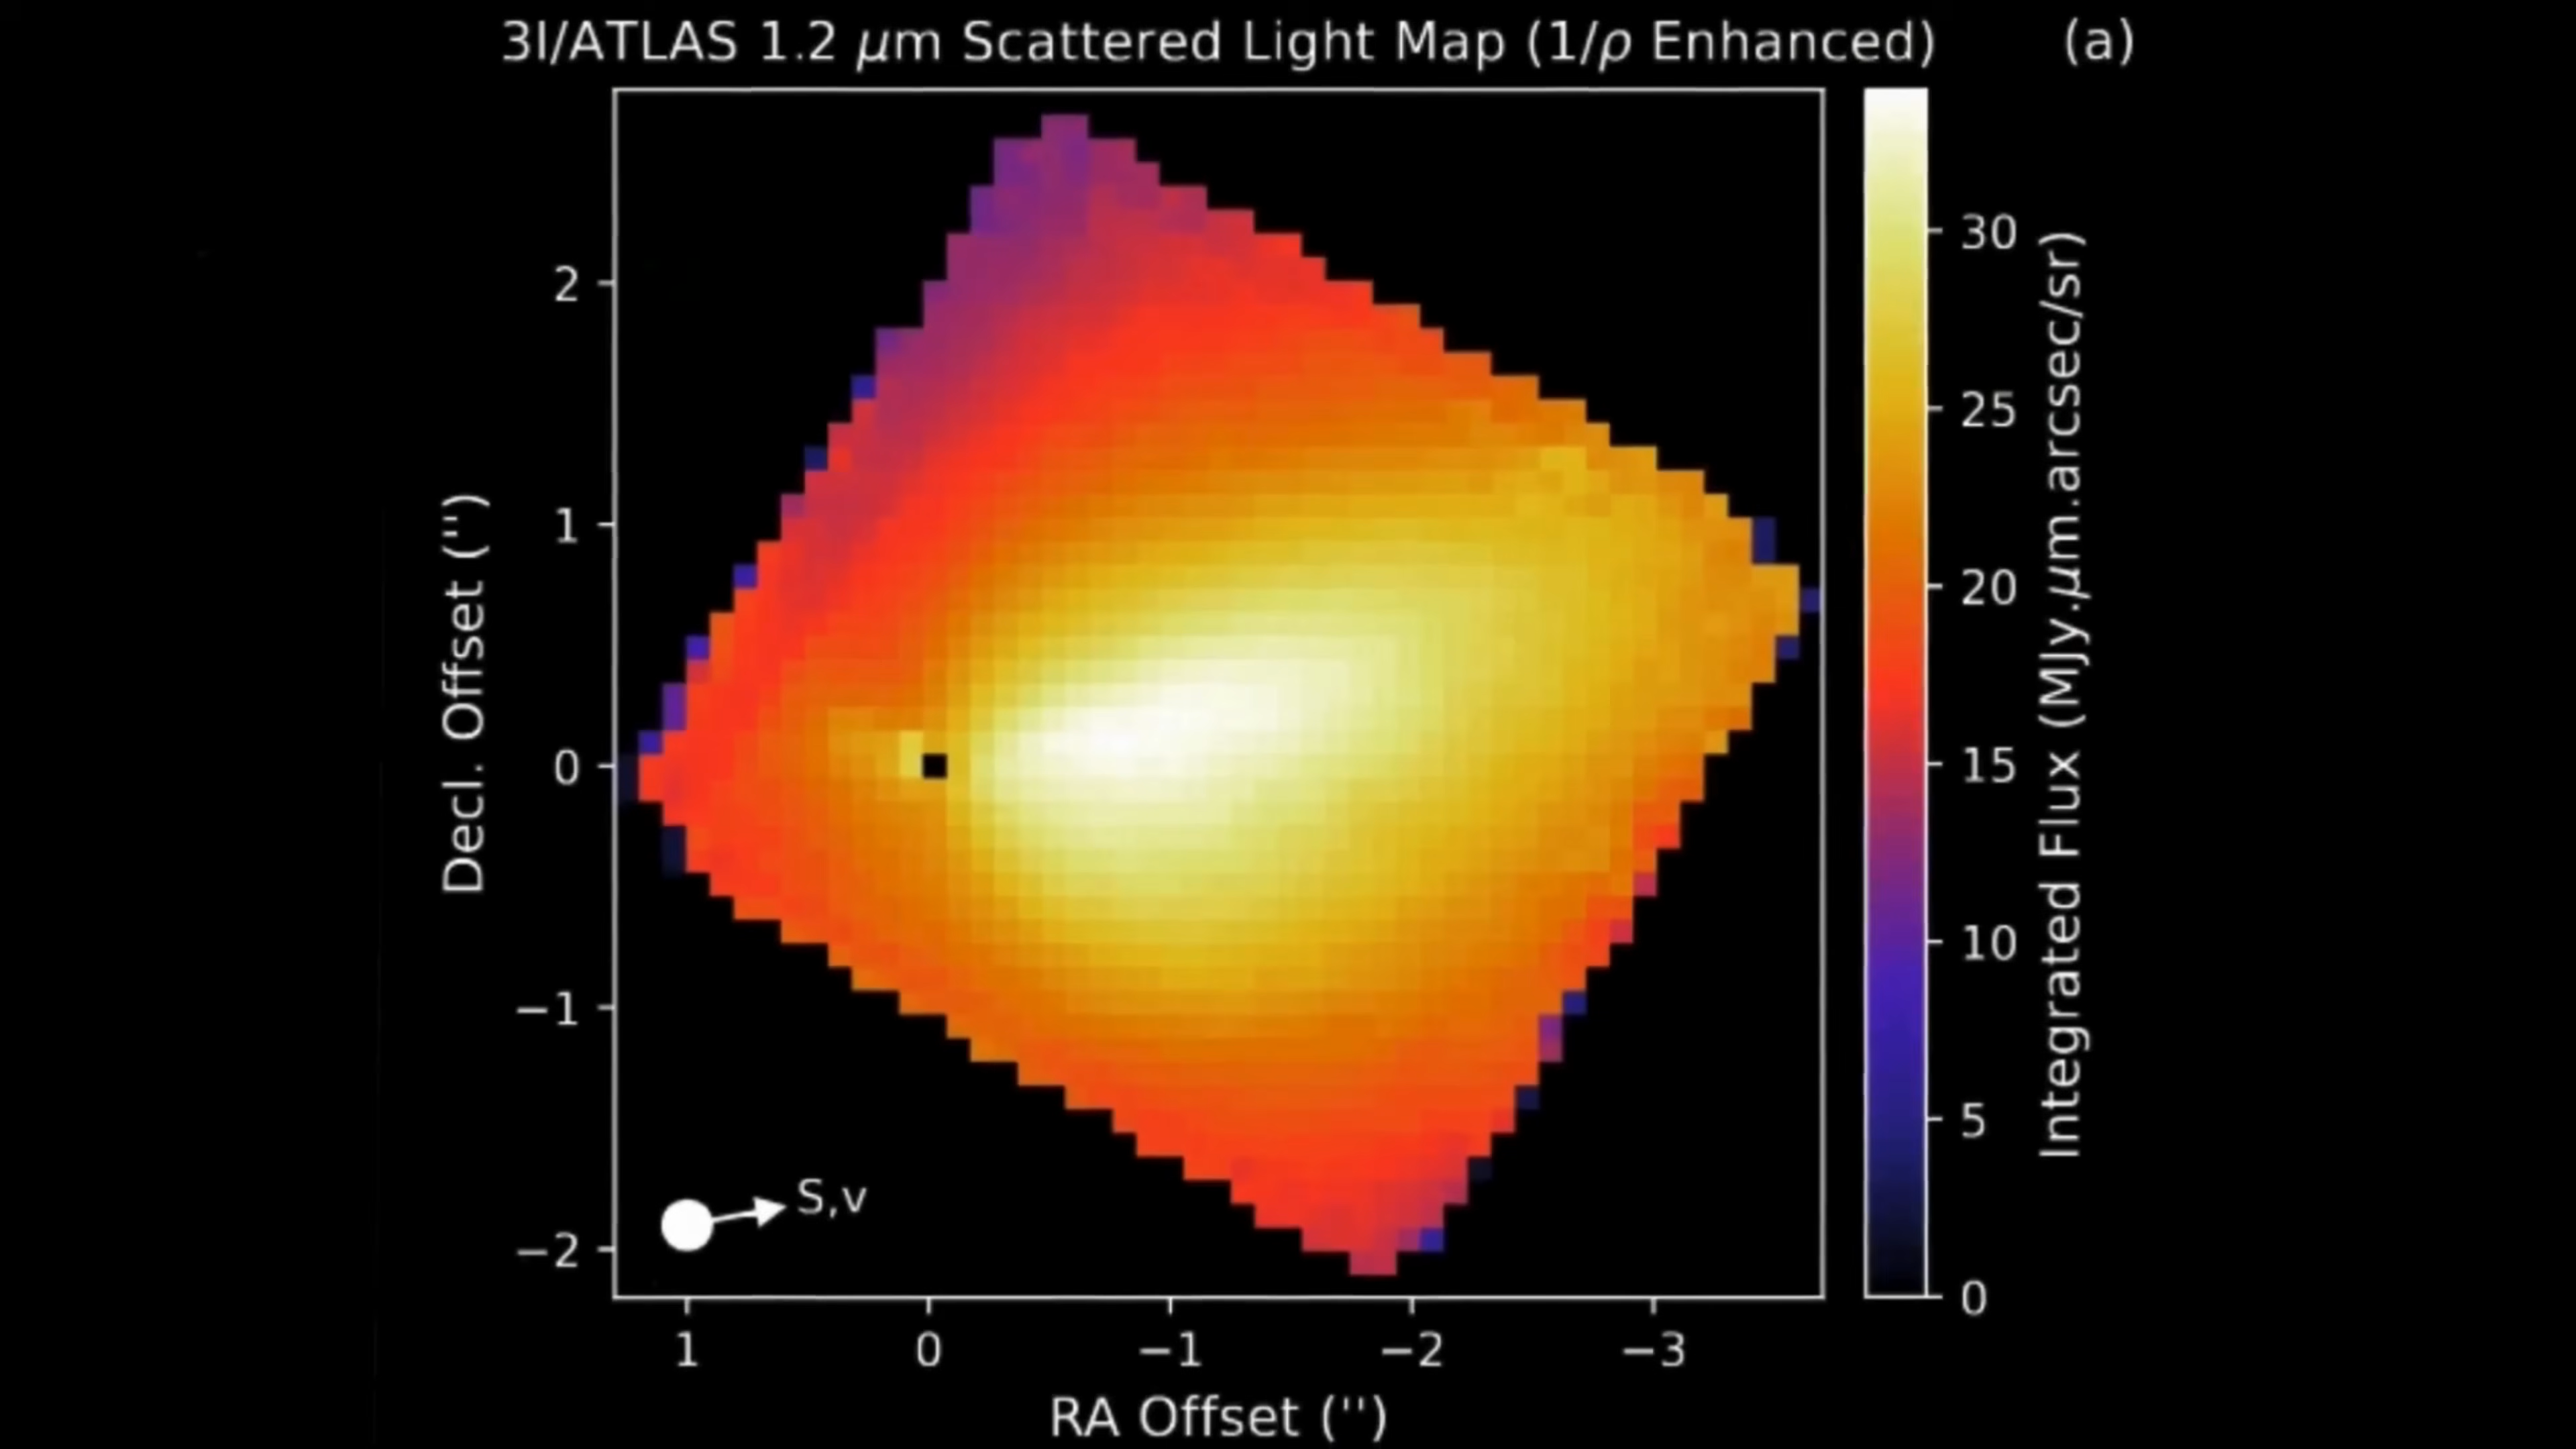 3I/ATLAS 1.2 μm Scattered Light Map (1/ρ Enhanced)
(a)
Decl. Offset ('')
2
1
0
−1
−2
S,v
1
0
−1
−2
−3
RA Offset ('')
30
25
20
15
10
5
0
Integrated Flux (MJy.μm.arcsec/sr)